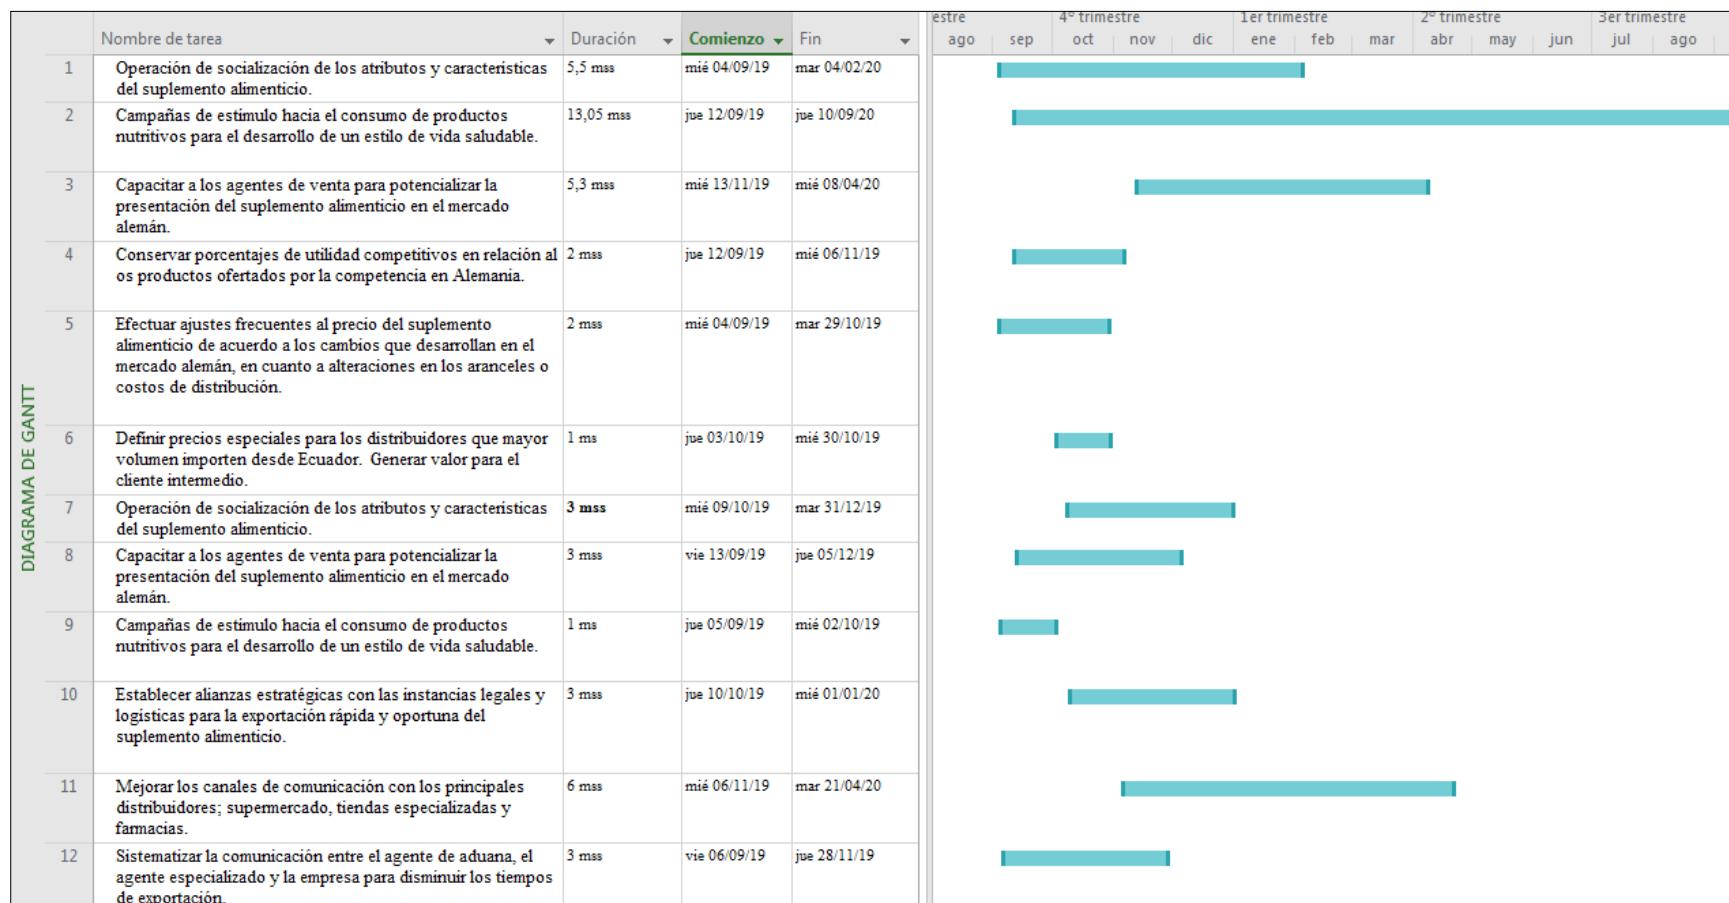 DIAGRAMA DE GANTT
Nombre de tarea Duración Comienzo Fin
estre 4º trimestre 1er trimestre 2º trimestre 3er trimestre
ago sep oct nov dic ene feb mar abr may jun jul ago
1 Operación de socialización de los atributos y características 5,5 mss mié 04/09/19 mar 04/02/20
del suplemento alimenticio.
2 Campañas de estimulo hacia el consumo de productos 13,05 mss jue 12/09/19 jue 10/09/20
nutritivos para el desarrollo de un estilo de vida saludable.
3 Capacitar a los agentes de venta para potencializar la 5,3 mss mié 13/11/19 mié 08/04/20
presentación del suplemento alimenticio en el mercado
alemán.
4 Conservar porcentajes de utilidad competitivos en relación al 2 mss jue 12/09/19 mié 06/11/19
os productos ofertados por la competencia en Alemania.
5 Efectuar ajustes frecuentes al precio del suplemento 2 mss mié 04/09/19 mar 29/10/19
alimenticio de acuerdo a los cambios que desarrollan en el
mercado alemán, en cuanto a alteraciones en los aranceles o
costos de distribución.
6 Definir precios especiales para los distribuidores que mayor 1 ms jue 03/10/19 mié 30/10/19
volumen importen desde Ecuador. Generar valor para el
cliente intermedio.
7 Operación de socialización de los atributos y características 3 mss mié 09/10/19 mar 31/12/19
del suplemento alimenticio.
8 Capacitar a los agentes de venta para potencializar la 3 mss vie 13/09/19 jue 05/12/19
presentación del suplemento alimenticio en el mercado
alemán.
9 Campañas de estimulo hacia el consumo de productos 1 ms jue 05/09/19 mié 02/10/19
nutritivos para el desarrollo de un estilo de vida saludable.
10 Establecer alianzas estratégicas con las instancias legales y 3 mss jue 10/10/19 mié 01/01/20
logísticas para la exportación rápida y oportuna del
suplemento alimenticio.
11 Mejorar los canales de comunicación con los principales 6 mss mié 06/11/19 mar 21/04/20
distribuidores; supermercado, tiendas especializadas y
farmacias.
12 Sistematizar la comunicación entre el agente de aduana, el 3 mss vie 06/09/19 jue 28/11/19
agente especializado y la empresa para disminuir los tiempos
de exportación.